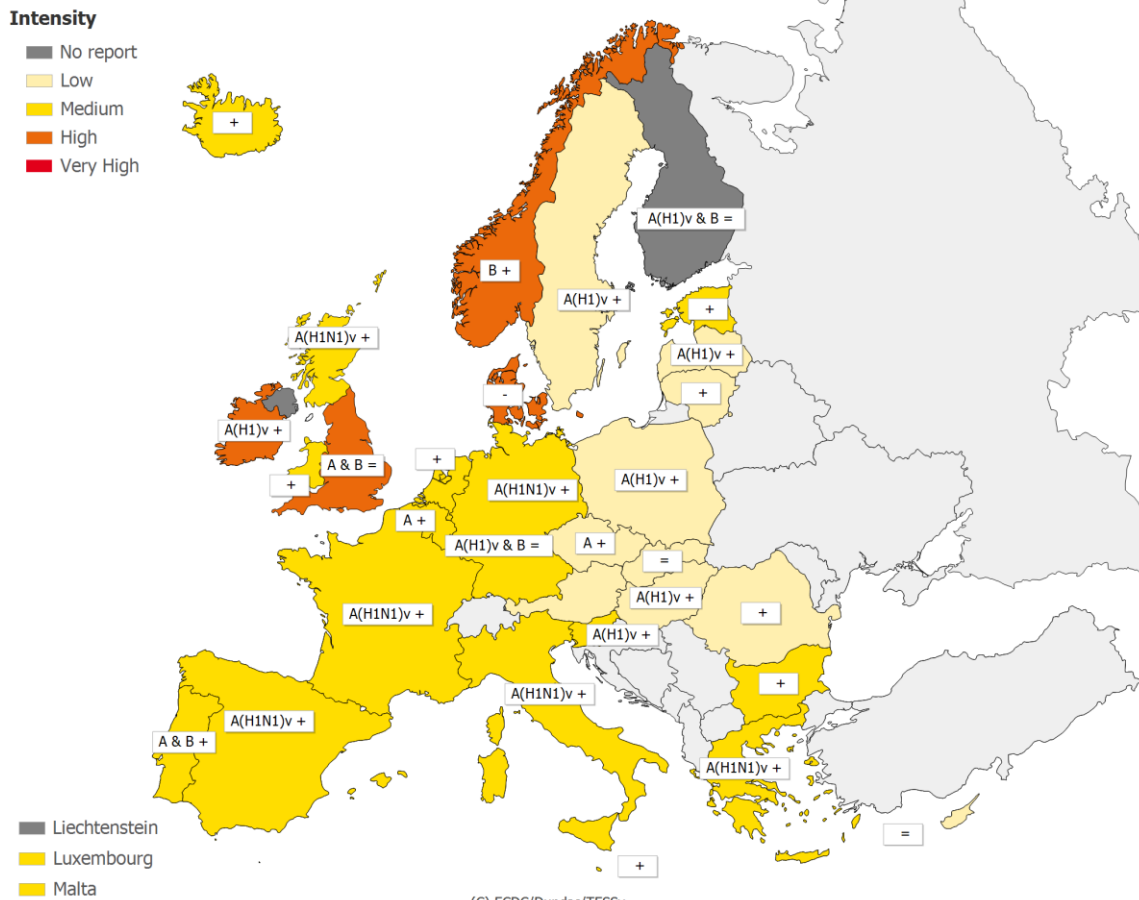 Intensity
No report
Low
Medium
High
Very High
+
A(H1)v & B =
B +
A(H1)v +
+
A(H1N1)v +
A(H1)v +
-
+
A(H1)v +
+
A & B =
A(H1)v +
+
A(H1N1)v +
A +
A +
A(H1)v & B =
=
A(H1)v +
A(H1N1)v +
+
A(H1)v +
+
A(H1N1)v +
A(H1N1)v +
A & B +
A(H1N1)v +
Liechtenstein
=
Luxembourg
+
Malta